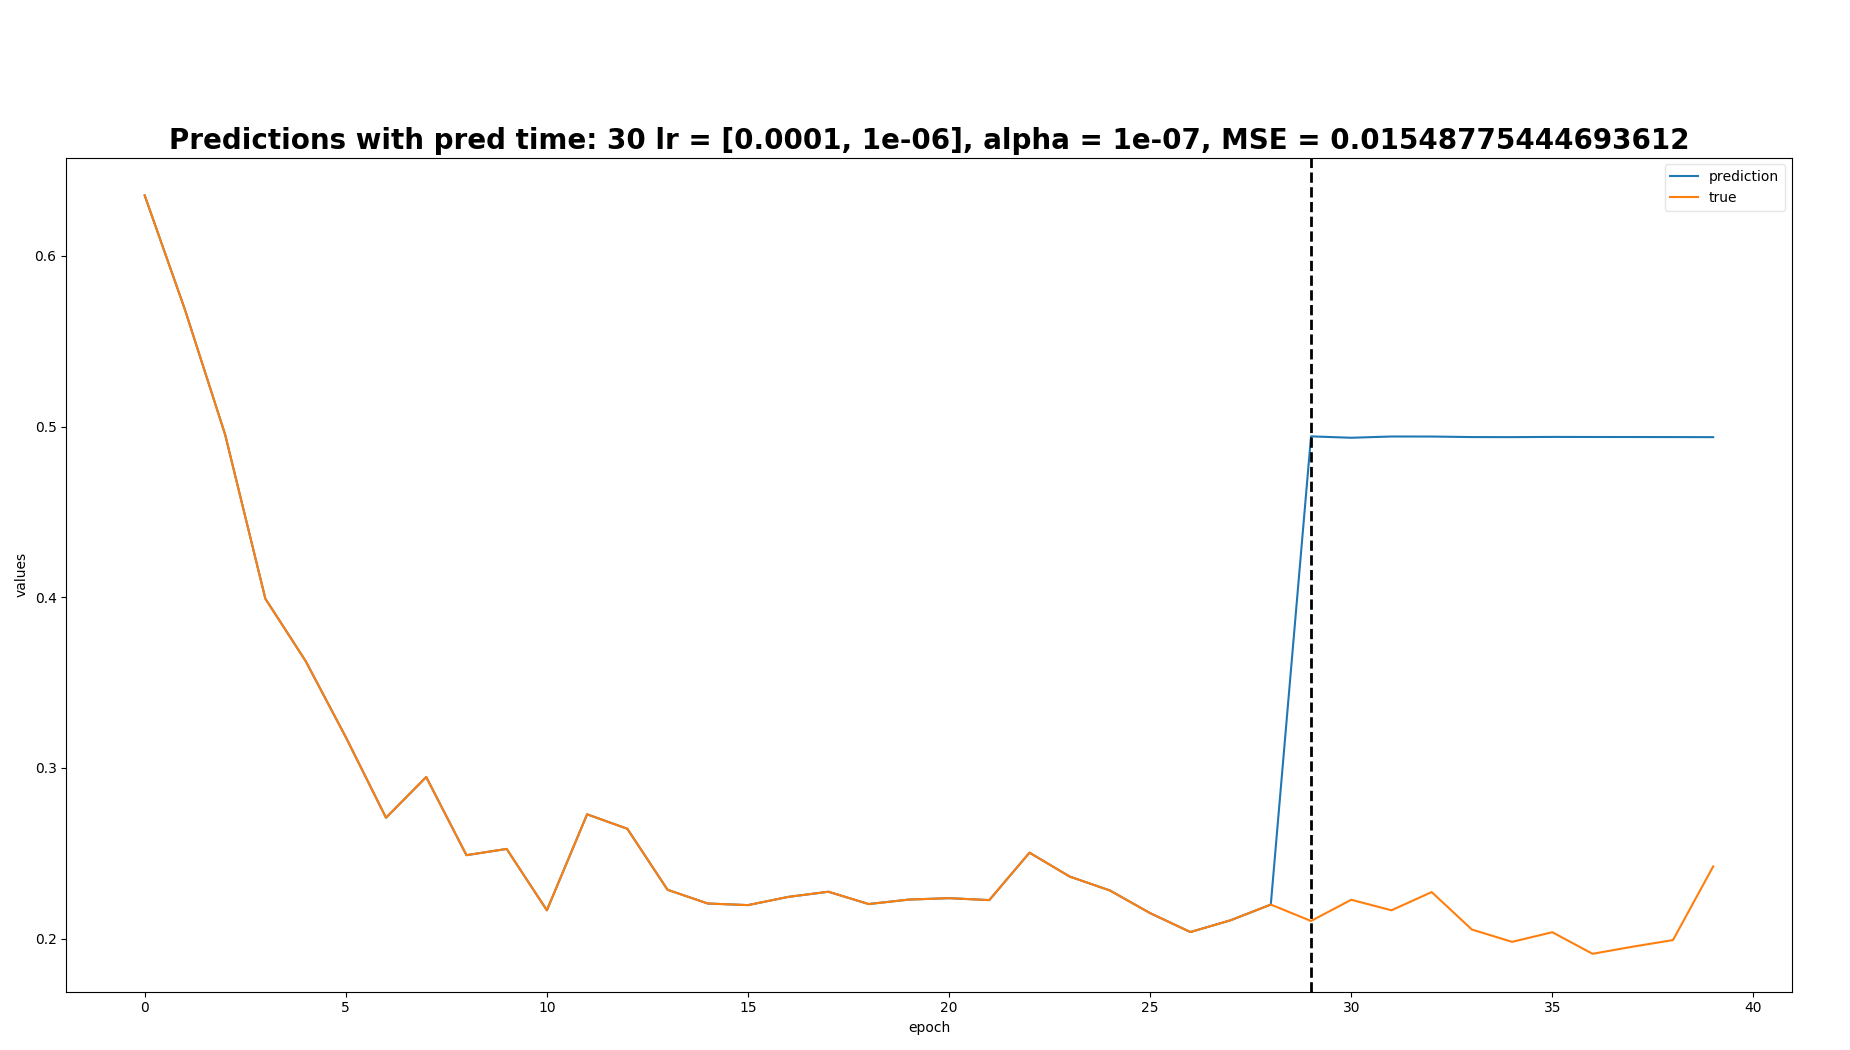 Predictions with pred time: 30 lr = [0.0001, 1e-06], alpha = 1e-07, MSE = 0.01548775444693612
prediction
true
values
0.6
0.5
0.4
0.3
0.2
0 5 10 15 20 25 30 35 40
epoch